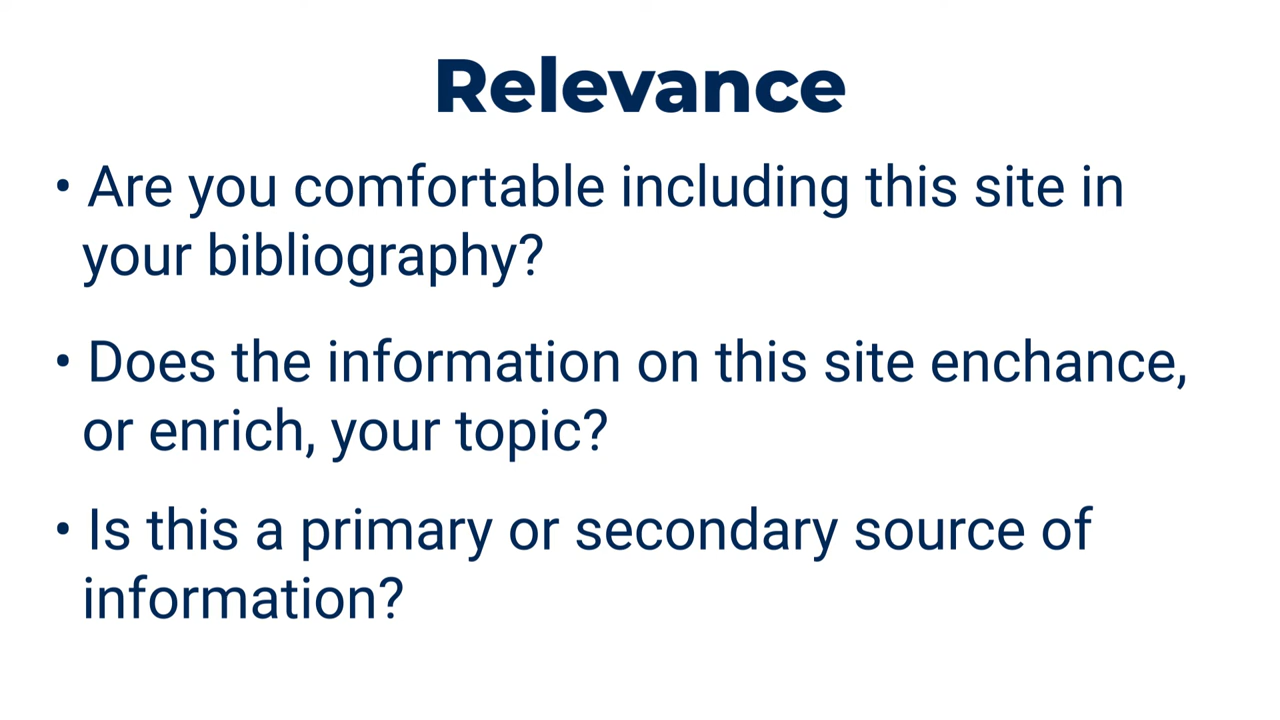 Relevance
• Are you comfortable including this site in
your bibliography?
• Does the information on this site enchance,
or enrich, your topic?
• Is this a primary or secondary source of
information?